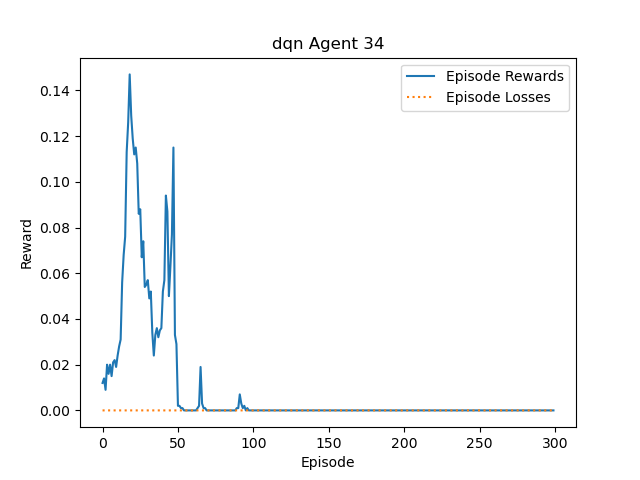 dqn Agent 34
Episode Rewards
Episode Losses
0.14
0.12
0.10
0.08
0.06
0.04
0.02
0.00
Reward
0 50 100 150 200 250 300
Episode